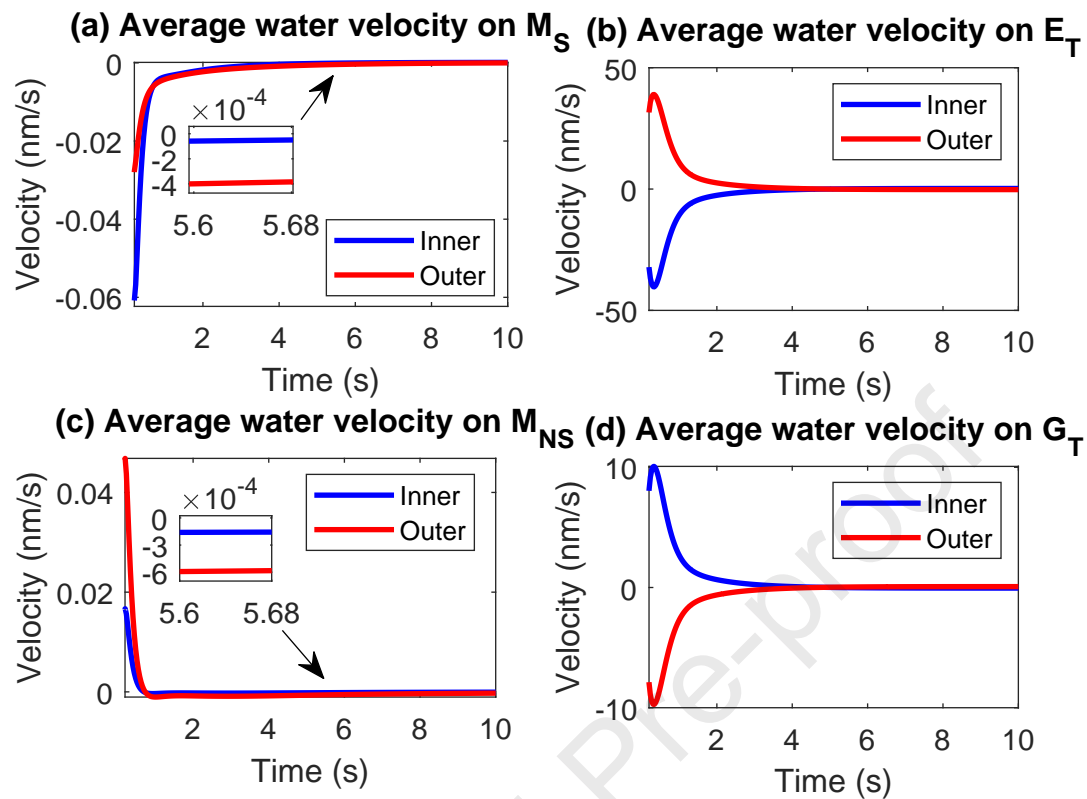 (a) Average water velocity on M_S
0
-0.02
-0.04
-0.06
Velocity (nm/s)
× 10^-4
0
-2
-4
5.6 5.68
Inner
Outer
2 4 6 8 10
Time (s)
(b) Average water velocity on E_T
50
0
-50
Velocity (nm/s)
Inner
Outer
2 4 6 8 10
Time (s)
(c) Average water velocity on M_NS
0.04
0.02
0
Velocity (nm/s)
× 10^-4
0
-3
-6
5.6 5.68
Inner
Outer
2 4 6 8 10
Time (s)
(d) Average water velocity on G_T
10
0
-10
Velocity (nm/s)
Inner
Outer
2 4 6 8 10
Time (s)
Pre-proof